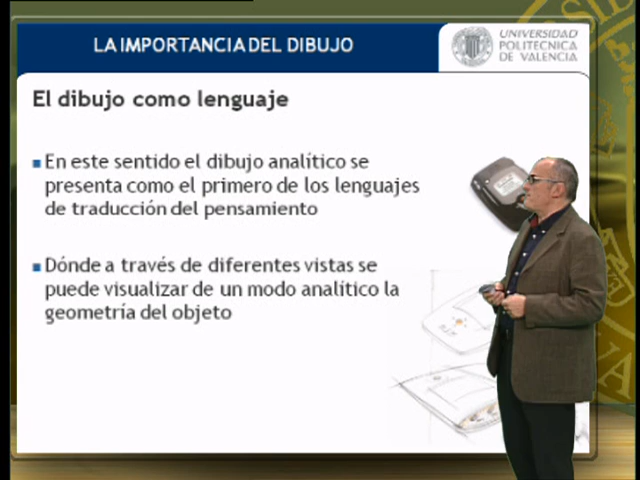 LA IMPORTANCIA DEL DIBUJO
UNIVERSIDAD
POLITECNICA
DE VALENCIA
El dibujo como lenguaje
En este sentido el dibujo analítico se
presenta como el primero de los lenguajes
de traducción del pensamiento
Dónde a través de diferentes vistas se
puede visualizar de un modo analítico la
geometría del objeto